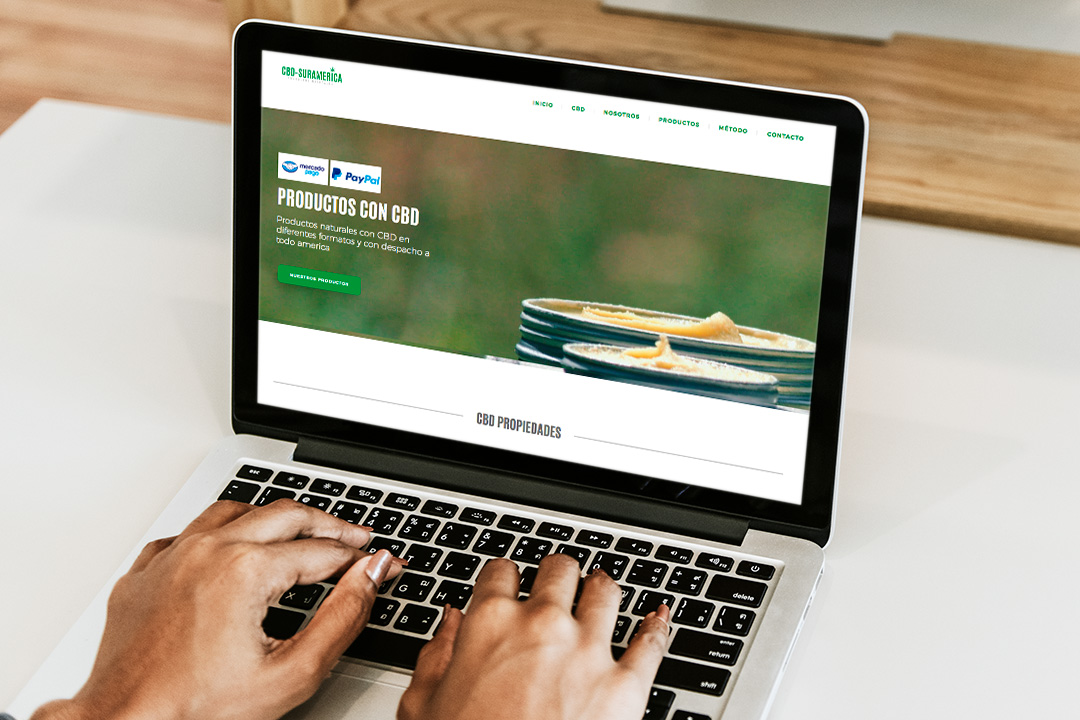 CBD-SURAMERICA
INICIO
CBD
NOSOTROS
PRODUCTOS
MÉTODO
CONTACTO
mercado
pago
PayPal
PRODUCTOS CON CBD
Productos naturales con CBD en
diferentes formatos y con despacho a
todo america
NUESTROS PRODUCTOS
CBD PROPIEDADES
esc
delete
enter
return
shift